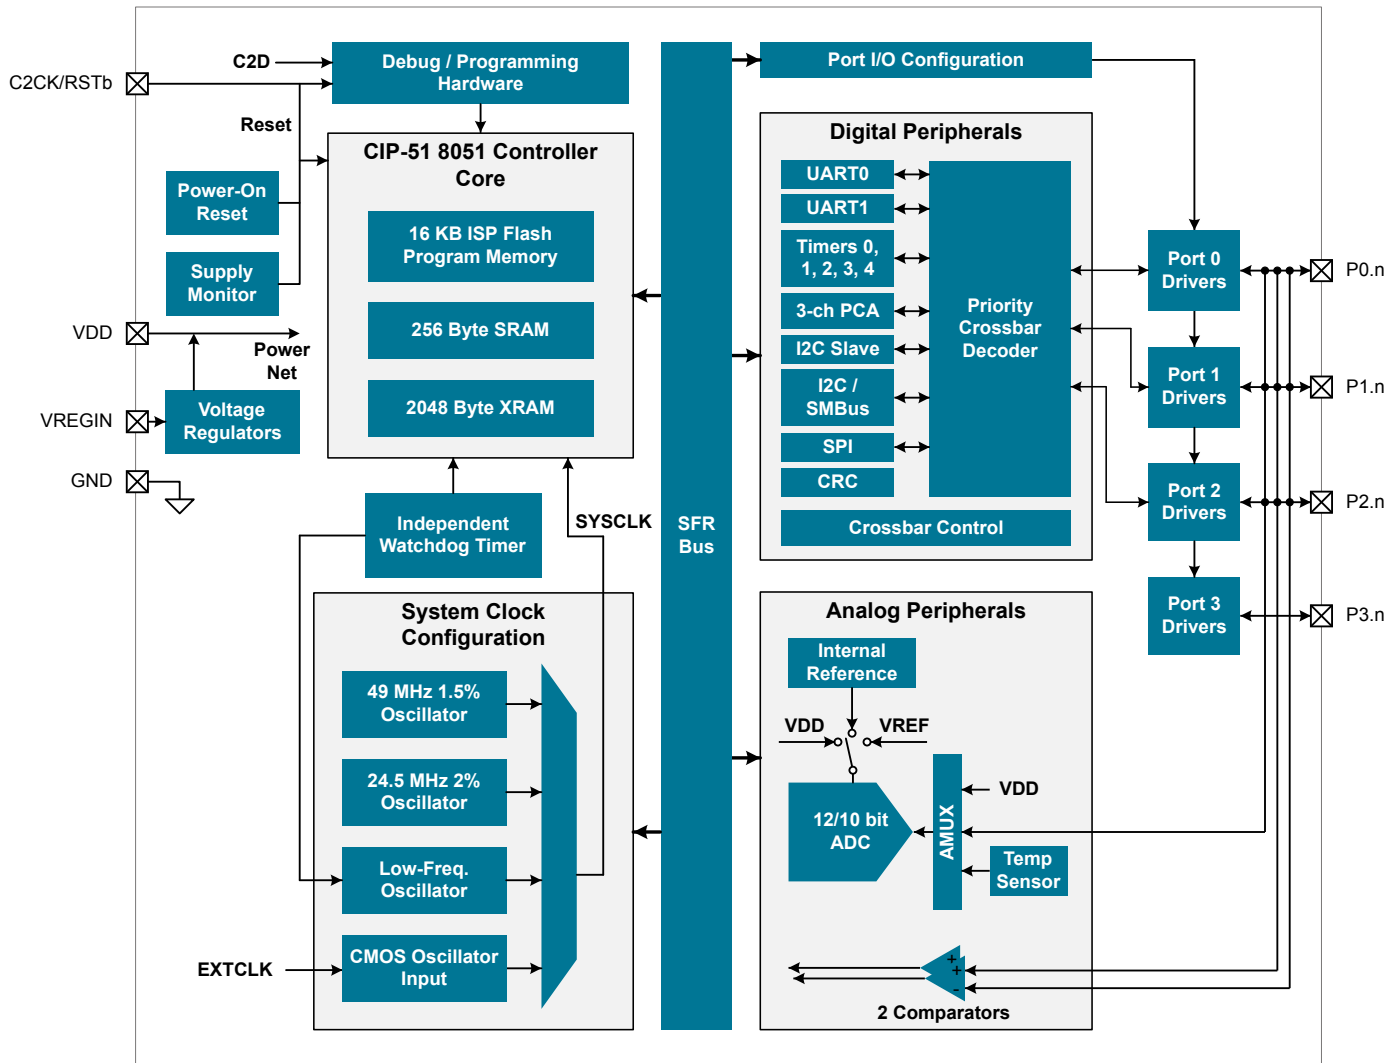 C2CK/RSTb
C2D
Debug / Programming
Hardware
Reset
Power-On
Reset
Supply
Monitor
VDD
Power
Net
VREGIN
Voltage
Regulators
GND
CIP-51 8051 Controller
Core
16 KB ISP Flash
Program Memory
256 Byte SRAM
2048 Byte XRAM
Independent
Watchdog Timer
SYSCLK
System Clock
Configuration
49 MHz 1.5%
Oscillator
24.5 MHz 2%
Oscillator
Low-Freq.
Oscillator
CMOS Oscillator
Input
EXTCLK
SFR
Bus
Port I/O Configuration
Digital Peripherals
UART0
UART1
Timers 0,
1, 2, 3, 4
3-ch PCA
I2C Slave
I2C /
SMBus
SPI
CRC
Priority
Crossbar
Decoder
Crossbar Control
Port 0
Drivers
P0.n
Port 1
Drivers
P1.n
Port 2
Drivers
P2.n
Port 3
Drivers
P3.n
Analog Peripherals
Internal
Reference
VDD
VREF
12/10 bit
ADC
AMUX
VDD
Temp
Sensor
+
+
-
2 Comparators